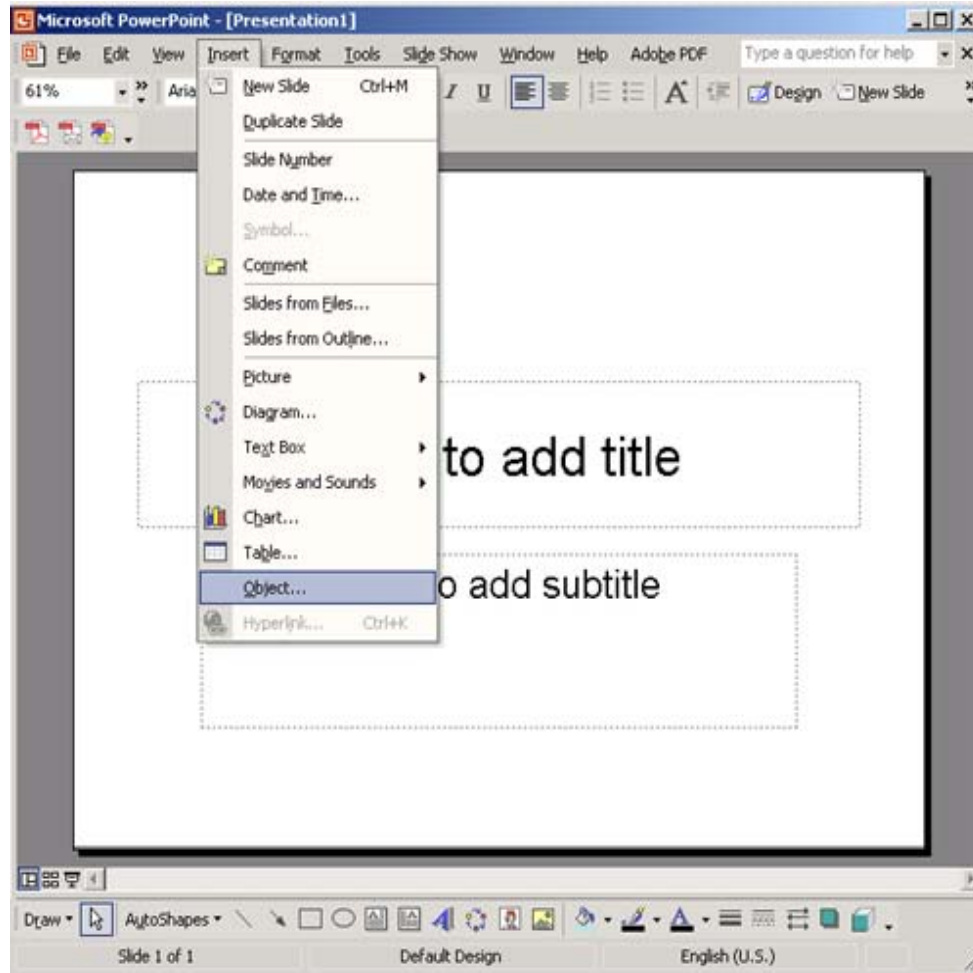 Microsoft PowerPoint - [Presentation1]
File Edit View Insert Format Tools Slide Show Window Help Adobe PDF Type a question for help
61% Aria I U A Design New Slide
New Slide Ctrl+M
Duplicate Slide
Slide Number
Date and Time...
Symbol...
Comment
Slides from Files...
Slides from Outline...
Picture
Diagram...
Text Box
Movies and Sounds
Chart...
Table...
Object...
Hyperlink... Ctrl+K
to add title
o add subtitle
Draw AutoShapes
Slide 1 of 1 Default Design English (U.S.)